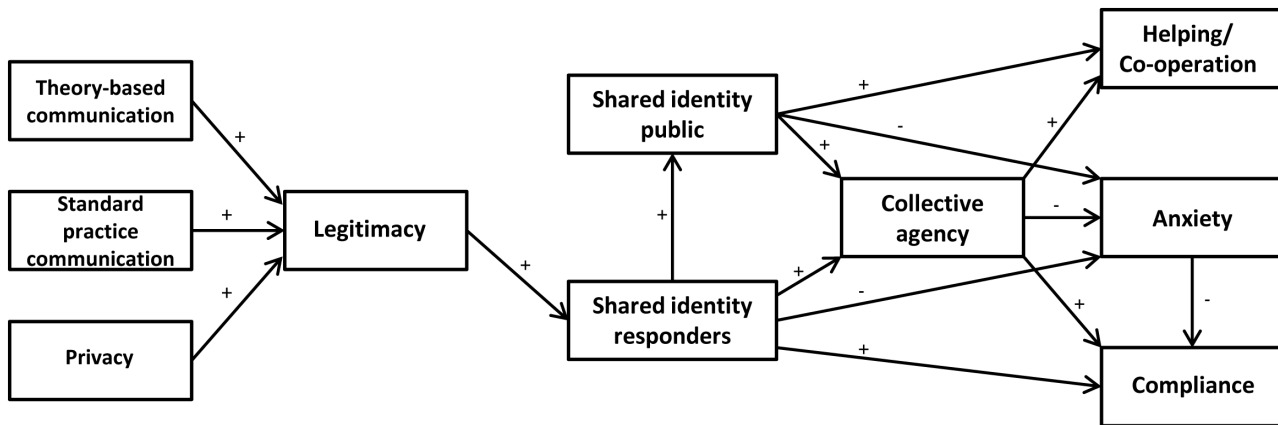 Theory-based
communication
+
Standard
practice
communication
+
Privacy
+
Legitimacy
+
Shared identity
public
+
Shared identity
responders
+
-
+
+
-
+
Collective
agency
+
-
+
Helping/
Co-operation
Anxiety
-
Compliance